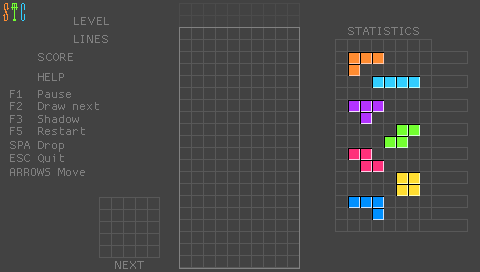 STC
LEVEL
LINES
SCORE
HELP
F1 Pause
F2 Draw next
F3 Shadow
F5 Restart
SPA Drop
ESC Quit
ARROWS Move
NEXT
STATISTICS